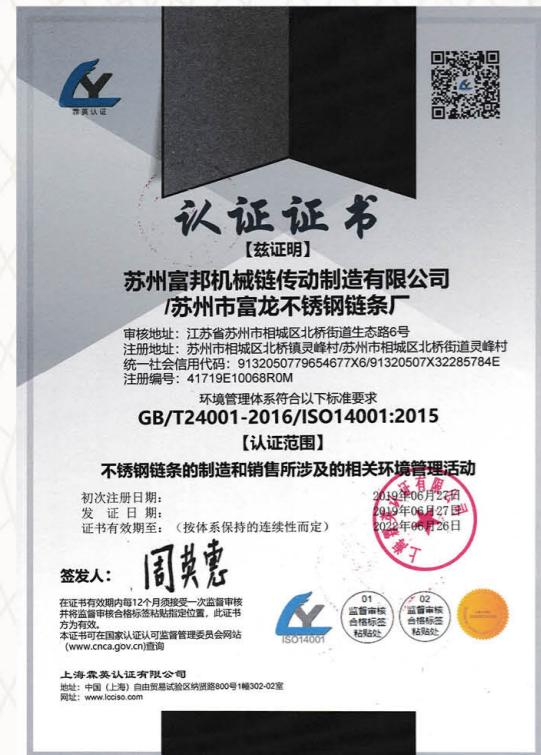 霖英认证
认证证书
【兹证明】
苏州富邦机械链传动制造有限公司
/苏州市富龙不锈钢链条厂
审核地址：江苏省苏州市相城区北桥街道生态路6号
注册地址：苏州市相城区北桥镇灵峰村/苏州市相城区北桥街道灵峰村
统一社会信用代码：9132050779654677X6/91320507X32285784E
注册编号：41719E10068R0M
环境管理体系符合以下标准要求
GB/T24001-2016/ISO14001:2015
【认证范围】
不锈钢链条的制造和销售所涉及的相关环境管理活动
初次注册日期： 2019年06月27日
发 证 日 期： 2019年06月27日
证书有效期至：（按体系保持的连续性而定） 2022年06月26日
上海霖英认证有限公司
签发人： 周英惠
在证书有效期内每12个月须接受一次监督审核
并将监督审核合格标签粘贴指定位置，此证书
方为有效。
本证书可在国家认证认可监督管理委员会网站
(www.cnca.gov.cn)查询
ISO14001
01
监督审核
合格标签
粘贴处
02
监督审核
合格标签
粘贴处
上海霖英认证有限公司
地址：中国（上海）自由贸易试验区纳贤路800号1幢302-02室
网址：www.lcciso.com